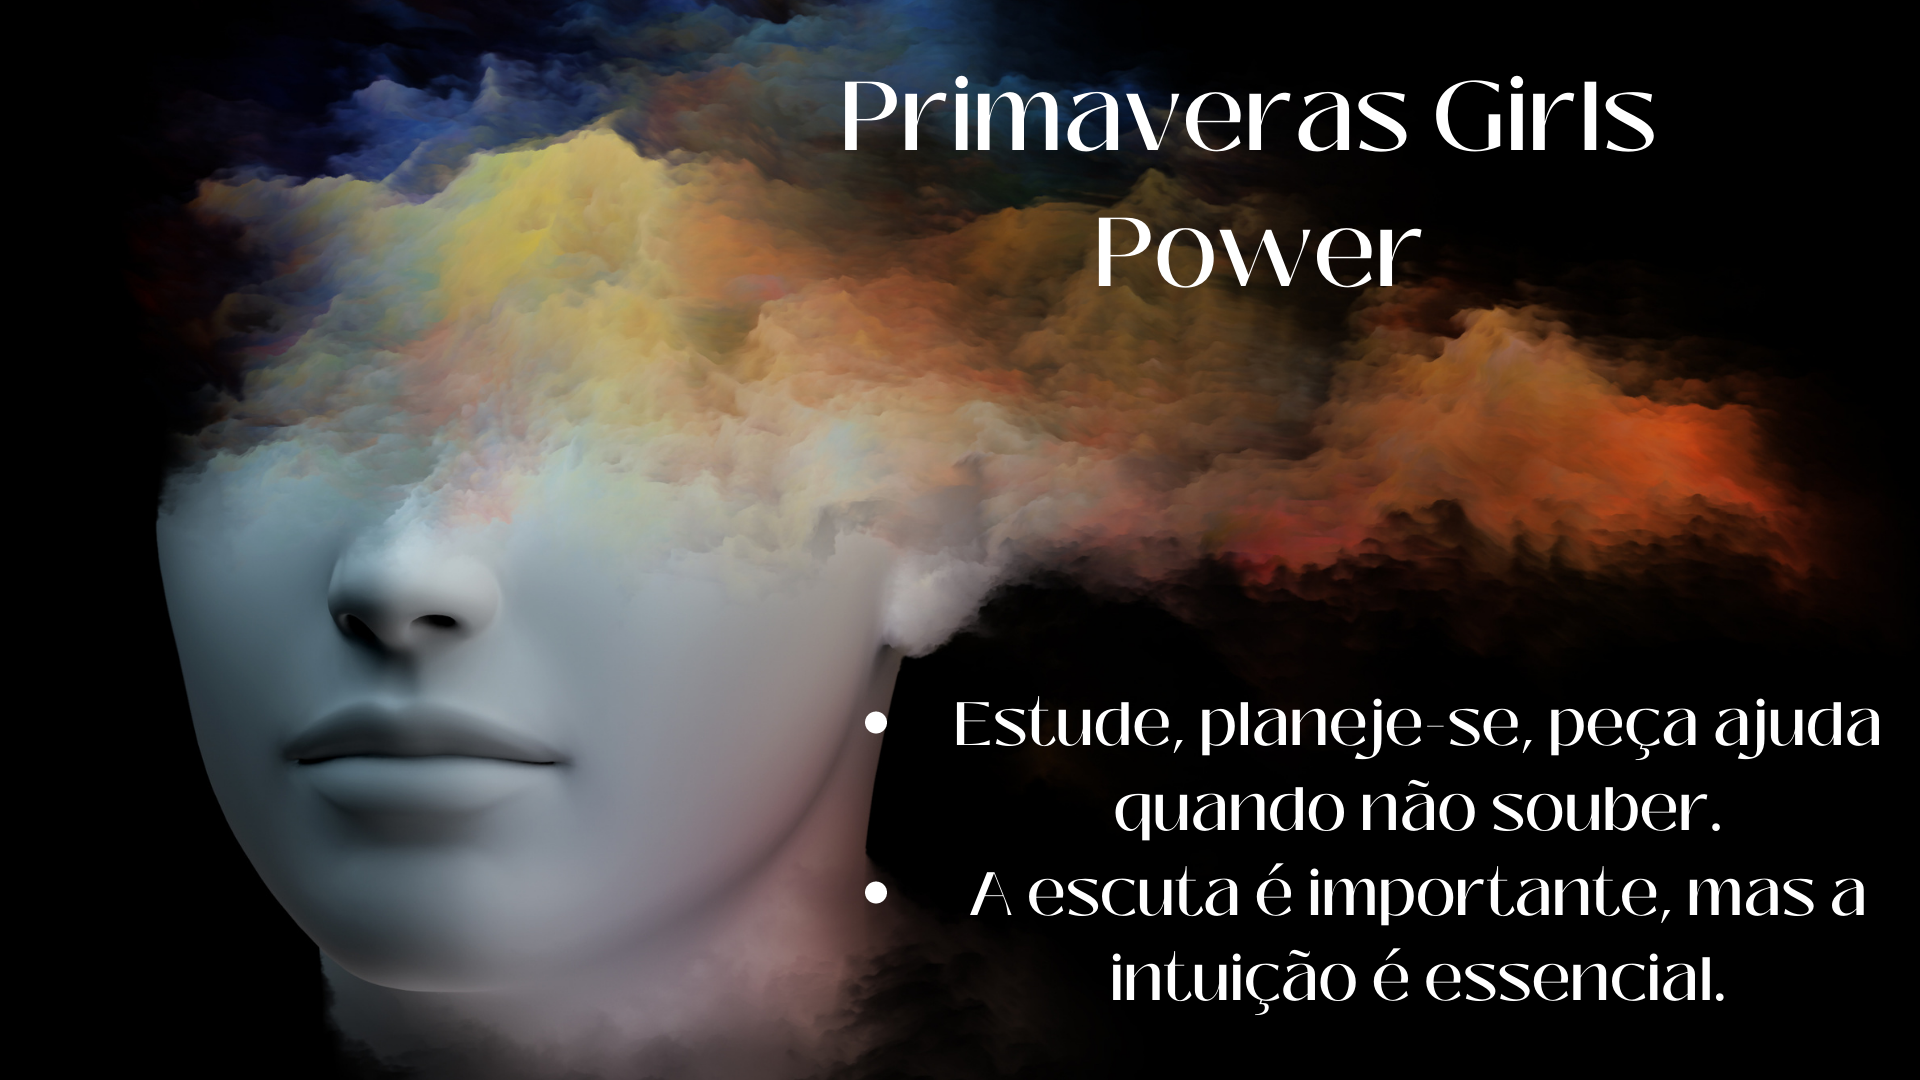 Primaveras Girls
Power
• Estude, planeje-se, peça ajuda
quando não souber.
• A escuta é importante, mas a
intuição é essencial.